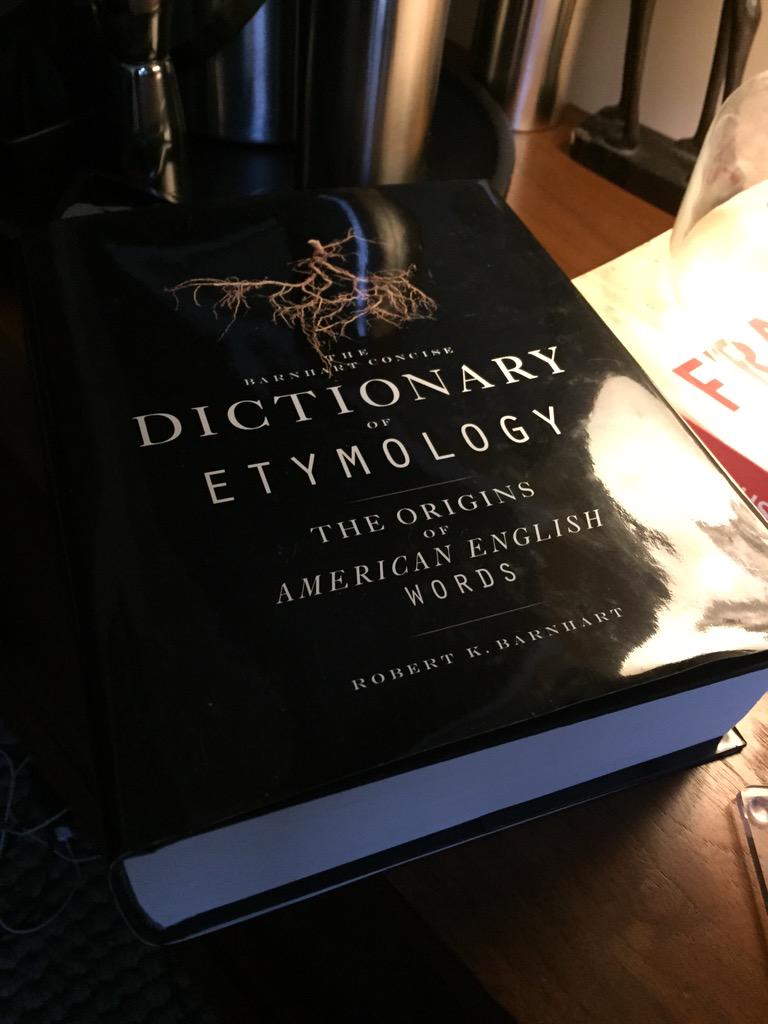 THE
BARNHART CONCISE
DICTIONARY
OF
ETYMOLOGY
THE ORIGINS
OF
AMERICAN ENGLISH
WORDS
ROBERT K. BARNHART